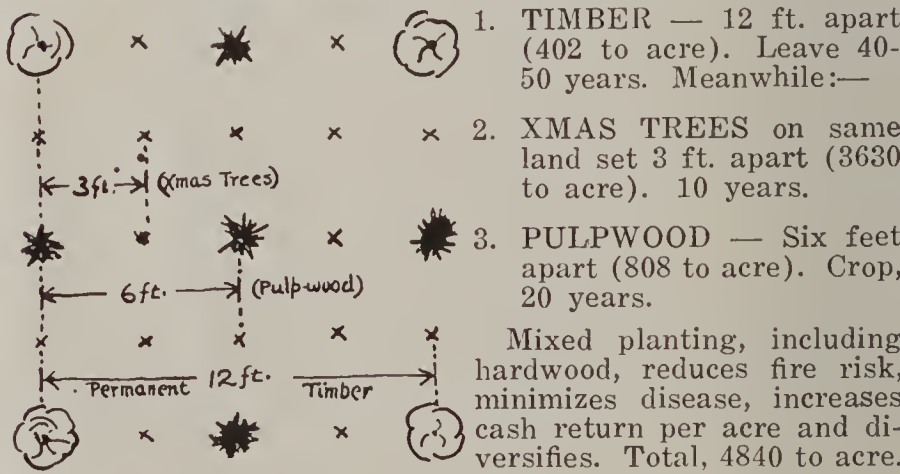 3ft. (Xmas Trees)
6ft. (Pulp-wood)
Permanent 12ft. Timber
1. TIMBER — 12 ft. apart
(402 to acre). Leave 40-
50 years. Meanwhile:—
2. XMAS TREES on same
land set 3 ft. apart (3630
to acre). 10 years.
3. PULPWOOD — Six feet
apart (808 to acre). Crop,
20 years.
Mixed planting, including
hardwood, reduces fire risk,
minimizes disease, increases
cash return per acre and di-
versifies. Total, 4840 to acre.